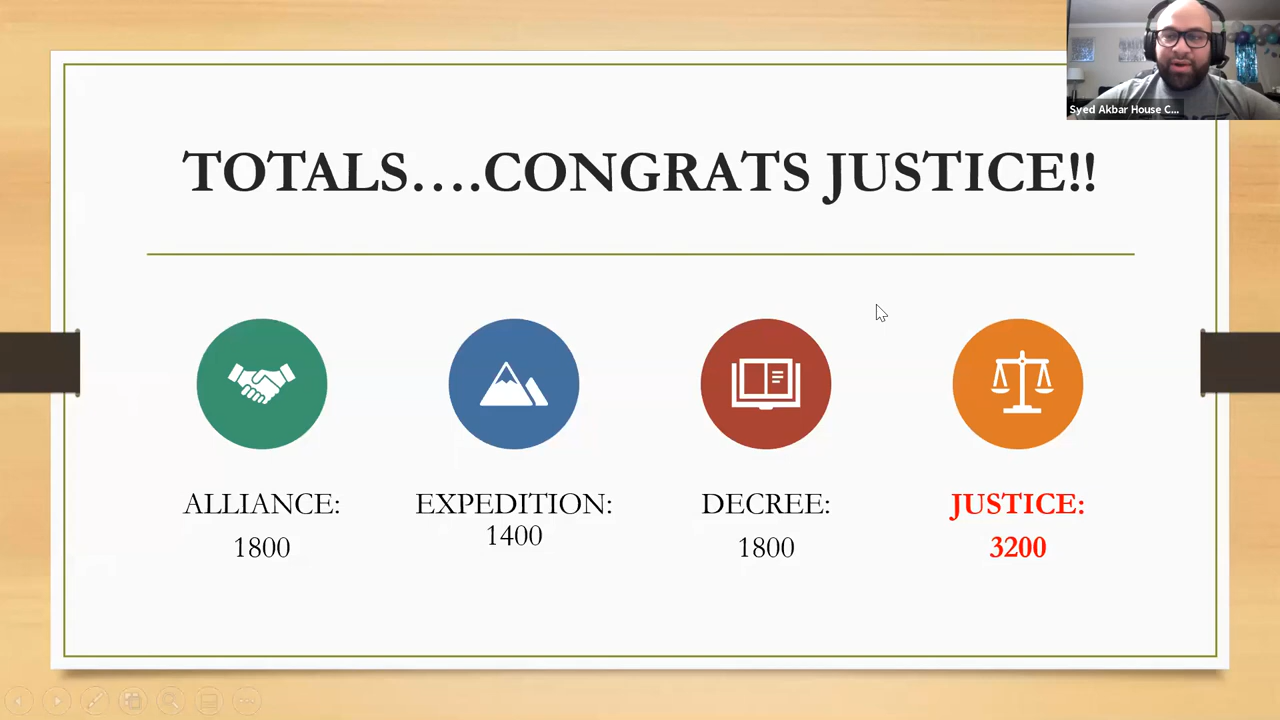 Syed Akbar House C...
TOTALS....CONGRATS JUSTICE!!
ALLIANCE:
1800
EXPEDITION:
1400
DECREE:
1800
JUSTICE:
3200